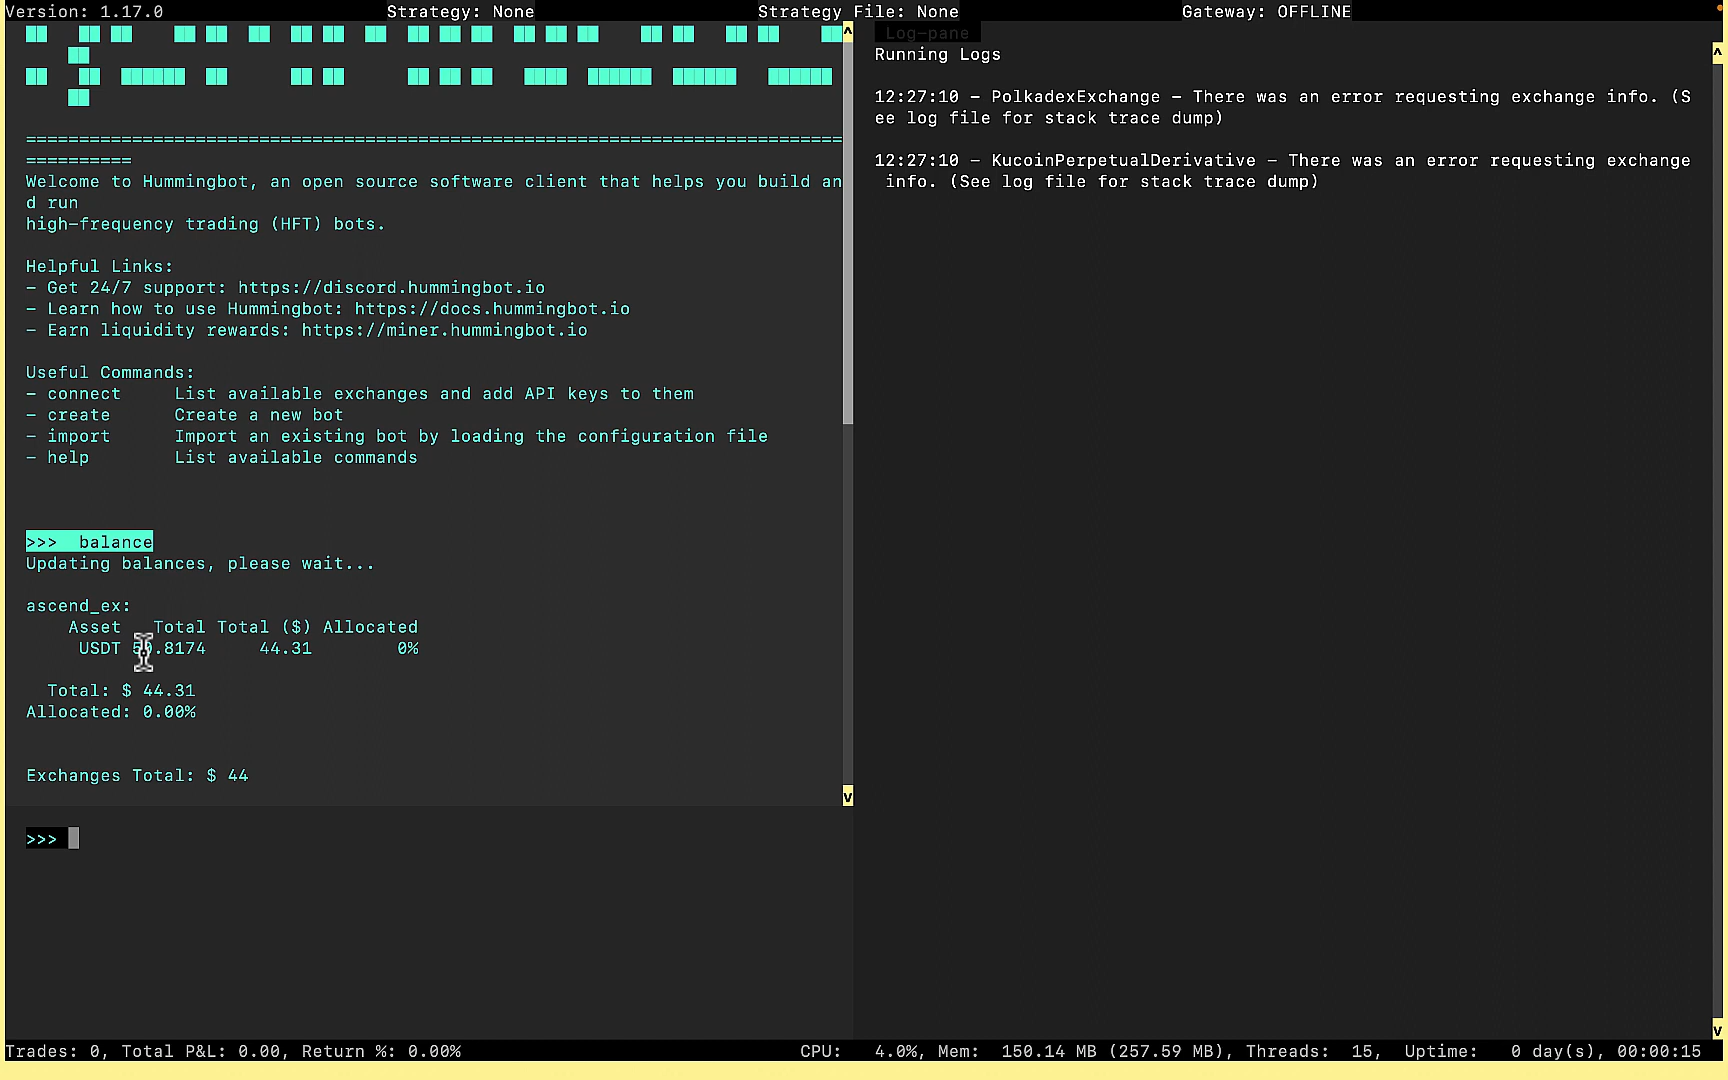 Version: 1.17.0 Strategy: None Strategy File: None Gateway: OFFLINE
===============================================================================
==========
Welcome to Hummingbot, an open source software client that helps you build an
d run
high-frequency trading (HFT) bots.
Helpful Links:
- Get 24/7 support: https://discord.hummingbot.io
- Learn how to use Hummingbot: https://docs.hummingbot.io
- Earn liquidity rewards: https://miner.hummingbot.io
Useful Commands:
- connect List available exchanges and add API keys to them
- create Create a new bot
- import Import an existing bot by loading the configuration file
- help List available commands
>>> balance
Updating balances, please wait...
ascend_ex:
Asset Total Total ($) Allocated
USDT .8174 44.31 0%
Total: $ 44.31
Allocated: 0.00%
Exchanges Total: $ 44
>>>
Log-pane
Running Logs
12:27:10 - PolkadexExchange - There was an error requesting exchange info. (S
ee log file for stack trace dump)
12:27:10 - KucoinPerpetualDerivative - There was an error requesting exchange
info. (See log file for stack trace dump)
Trades: 0, Total P&L: 0.00, Return %: 0.00% CPU: 4.0%, Mem: 150.14 MB (257.59 MB), Threads: 15, Uptime: 0 day(s), 00:00:15